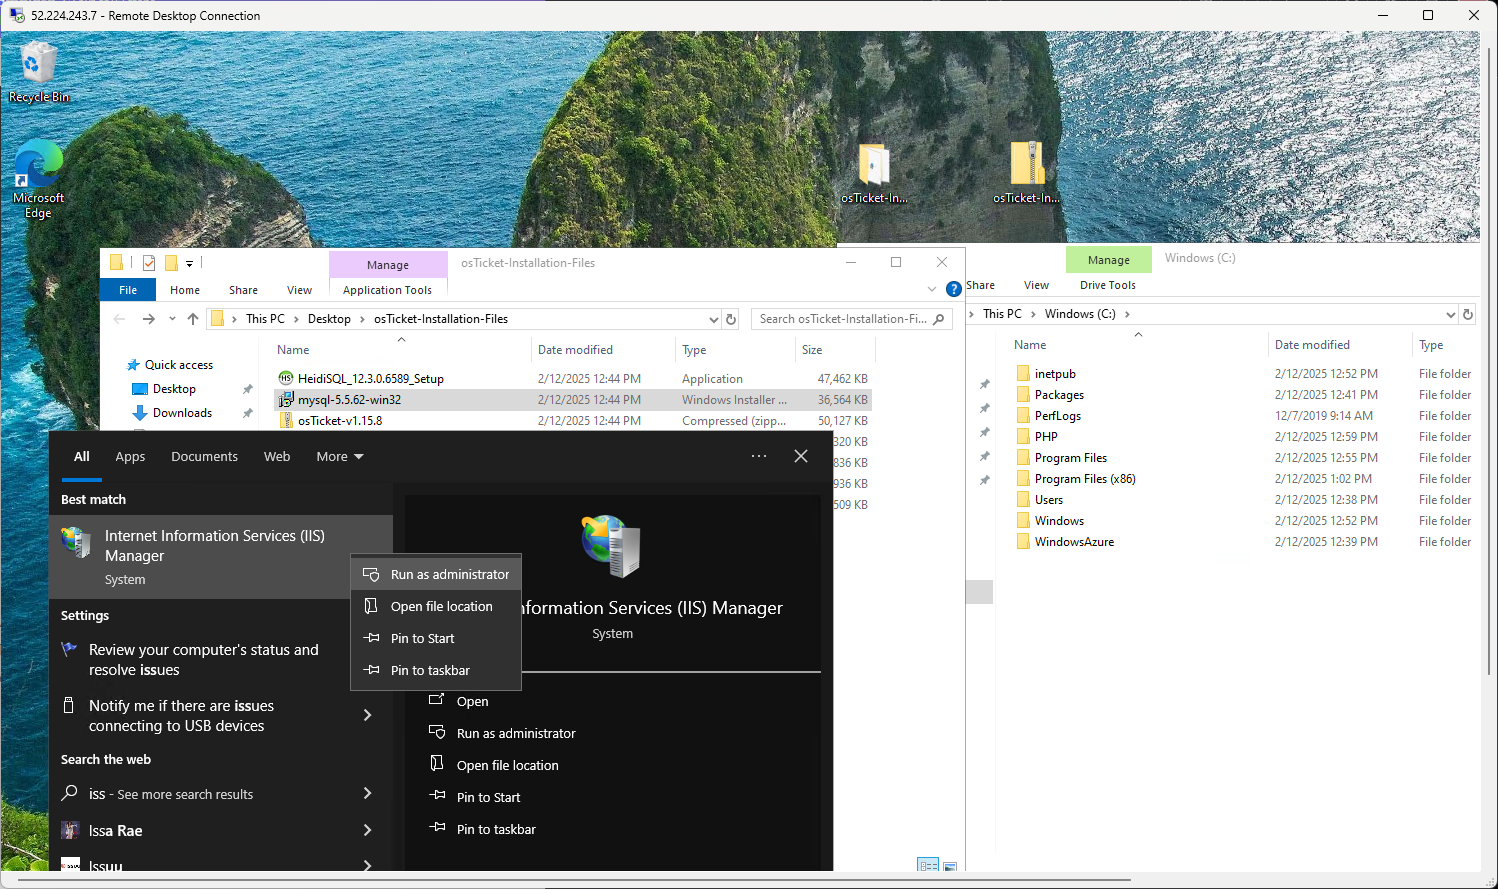 52.224.243.7 - Remote Desktop Connection
Recycle Bin
Microsoft
Edge
osTicket-In...
osTicket-In...
Manage
osTicket-Installation-Files
File
Home
Share
View
Application Tools
This PC
Desktop
osTicket-Installation-Files
Search osTicket-Installation-Fi...
Quick access
Desktop
Downloads
Name
Date modified
Type
Size
HeidiSQL_12.3.0.6589_Setup
2/12/2025 12:44 PM
Application
47,462 KB
mysql-5.5.62-win32
2/12/2025 12:44 PM
Windows Installer ...
36,564 KB
osTicket-v1.15.8
2/12/2025 12:44 PM
Compressed (zipp...
50,127 KB
320 KB
836 KB
936 KB
509 KB
Manage
Windows (C:)
Share
View
Drive Tools
This PC
Windows (C:)
Name
Date modified
Type
inetpub
2/12/2025 12:52 PM
File folder
Packages
2/12/2025 12:41 PM
File folder
PerfLogs
12/7/2019 9:14 AM
File folder
PHP
2/12/2025 12:59 PM
File folder
Program Files
2/12/2025 12:55 PM
File folder
Program Files (x86)
2/12/2025 1:02 PM
File folder
Users
2/12/2025 12:38 PM
File folder
Windows
2/12/2025 12:52 PM
File folder
WindowsAzure
2/12/2025 12:39 PM
File folder
All
Apps
Documents
Web
More
Best match
Internet Information Services (IIS)
Manager
System
Settings
Review your computer's status and
resolve issues
Notify me if there are issues
connecting to USB devices
Search the web
iss - See more search results
Issa Rae
Issuu
Run as administrator
Open file location
Pin to Start
Pin to taskbar
Information Services (IIS) Manager
System
Open
Run as administrator
Open file location
Pin to Start
Pin to taskbar